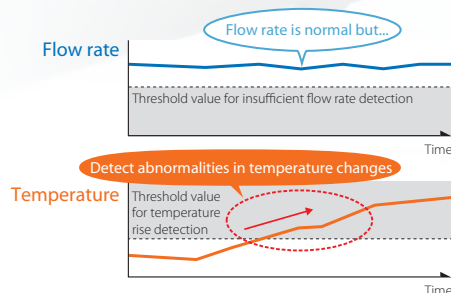 Flow rate is normal but...
Flow rate
Threshold value for insufficient flow rate detection
Time
Detect abnormalities in temperature changes
Temperature
Threshold value
for temperature
rise detection
Time